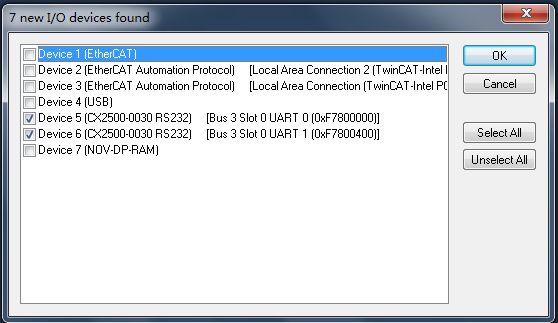 7 new I/O devices found
Device 1 (EtherCAT)
Device 2 (EtherCAT Automation Protocol) [Local Area Connection 2 (TwinCAT-Intel
Device 3 (EtherCAT Automation Protocol) [Local Area Connection (TwinCAT-Intel
Device 4 (USB)
Device 5 (CX2500-0030 RS232) [Bus 3 Slot 0 UART 0 (0xF7800000)]
Device 6 (CX2500-0030 RS232) [Bus 3 Slot 0 UART 1 (0xF7800400)]
Device 7 (NOV-DP-RAM)
OK
Cancel
Select All
Unselect All